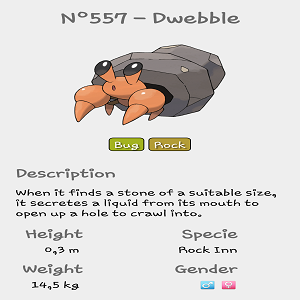 Nº557 – Dwebble
Bug Rock
Description
When it finds a stone of a suitable size,
it secretes a liquid from its mouth to
open up a hole to crawl into.
Height Specie
0,3 m Rock Inn
Weight Gender
14,5 kg